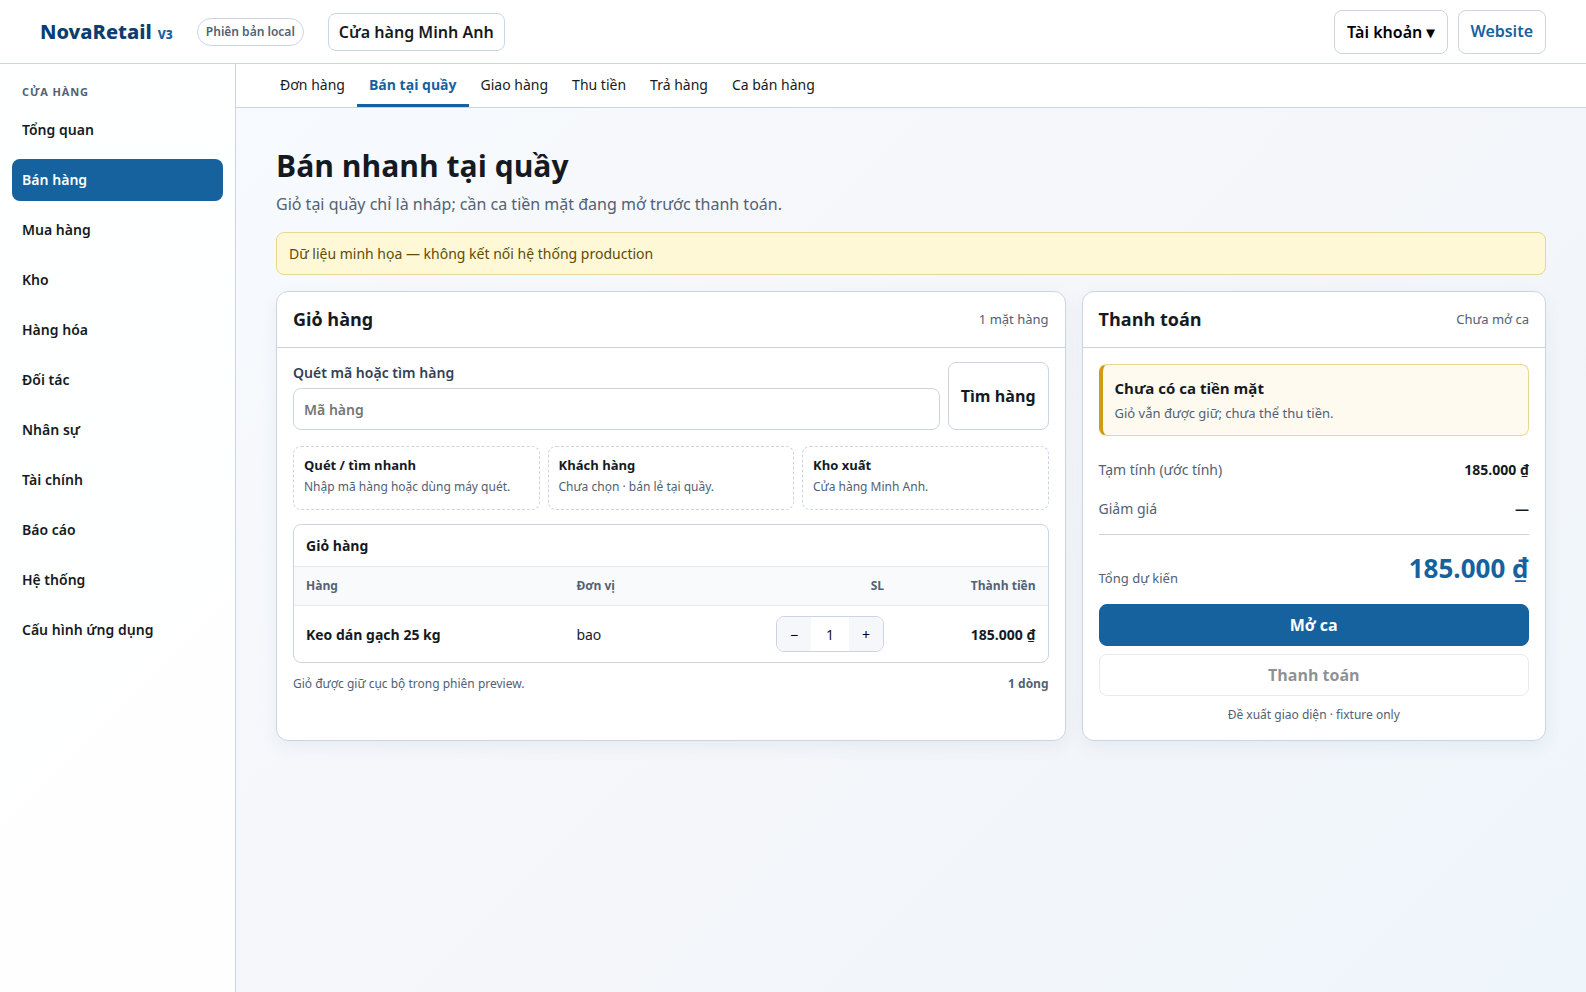 NovaRetail V3
Phiên bản local
Cửa hàng Minh Anh
Tài khoản ▾
Website
CỬA HÀNG
Tổng quan
Bán hàng
Mua hàng
Kho
Hàng hóa
Đối tác
Nhân sự
Tài chính
Báo cáo
Hệ thống
Cấu hình ứng dụng
Đơn hàng
Bán tại quầy
Giao hàng
Thu tiền
Trả hàng
Ca bán hàng
Bán nhanh tại quầy
Giỏ tại quầy chỉ là nháp; cần ca tiền mặt đang mở trước thanh toán.
Dữ liệu minh họa — không kết nối hệ thống production
Giỏ hàng
1 mặt hàng
Quét mã hoặc tìm hàng
Mã hàng
Tìm hàng
Quét / tìm nhanh
Nhập mã hàng hoặc dùng máy quét.
Khách hàng
Chưa chọn · bán lẻ tại quầy.
Kho xuất
Cửa hàng Minh Anh.
Giỏ hàng
Hàng Đơn vị SL Thành tiền
Keo dán gạch 25 kg bao − 1 + 185.000 ₫
Giỏ được giữ cục bộ trong phiên preview.
1 dòng
Thanh toán
Chưa mở ca
Chưa có ca tiền mặt
Giỏ vẫn được giữ; chưa thể thu tiền.
Tạm tính (ước tính) 185.000 ₫
Giảm giá —
Tổng dự kiến 185.000 ₫
Mở ca
Thanh toán
Đề xuất giao diện · fixture only